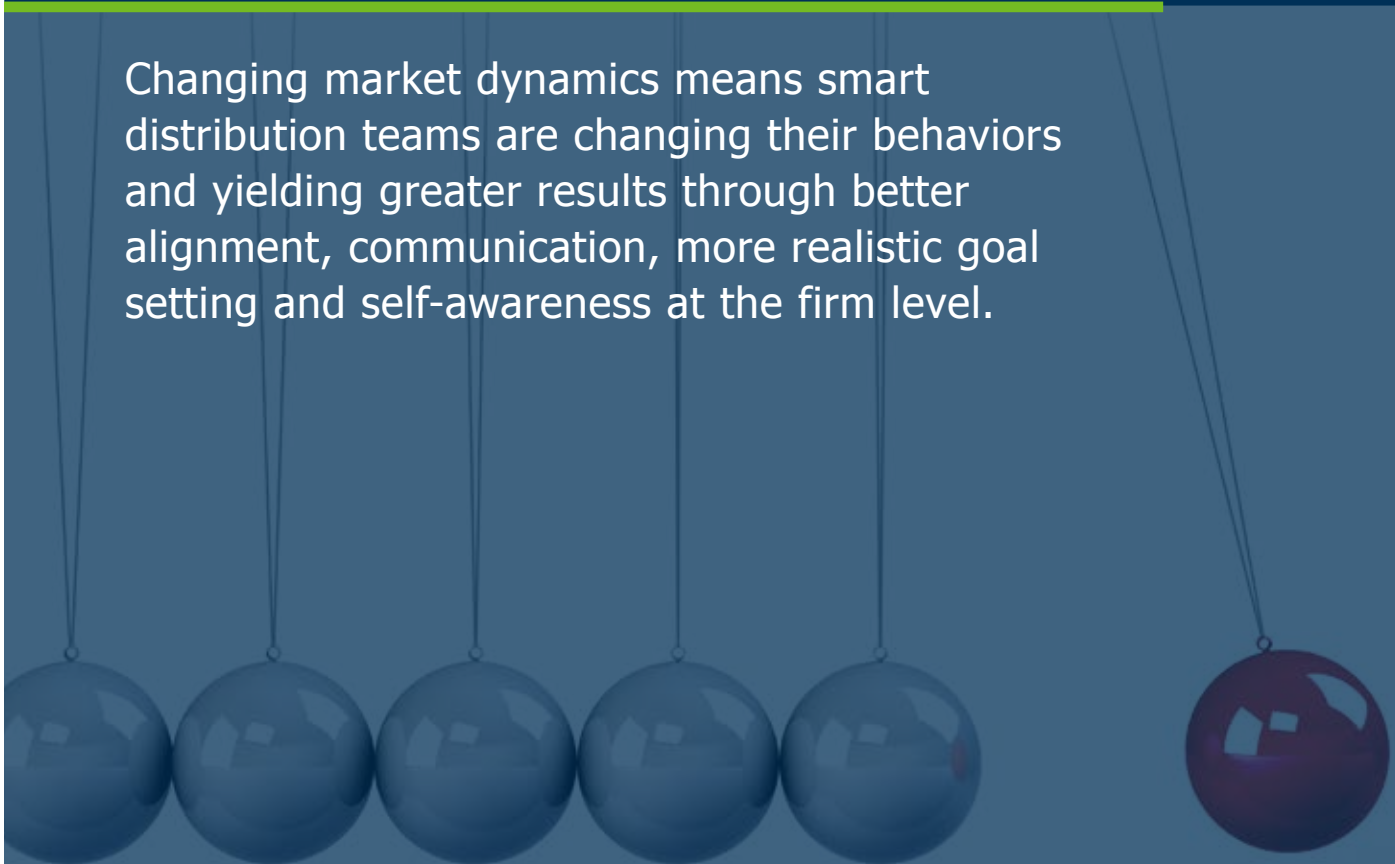 Changing market dynamics means smart
distribution teams are changing their behaviors
and yielding greater results through better
alignment, communication, more realistic goal
setting and self-awareness at the firm level.